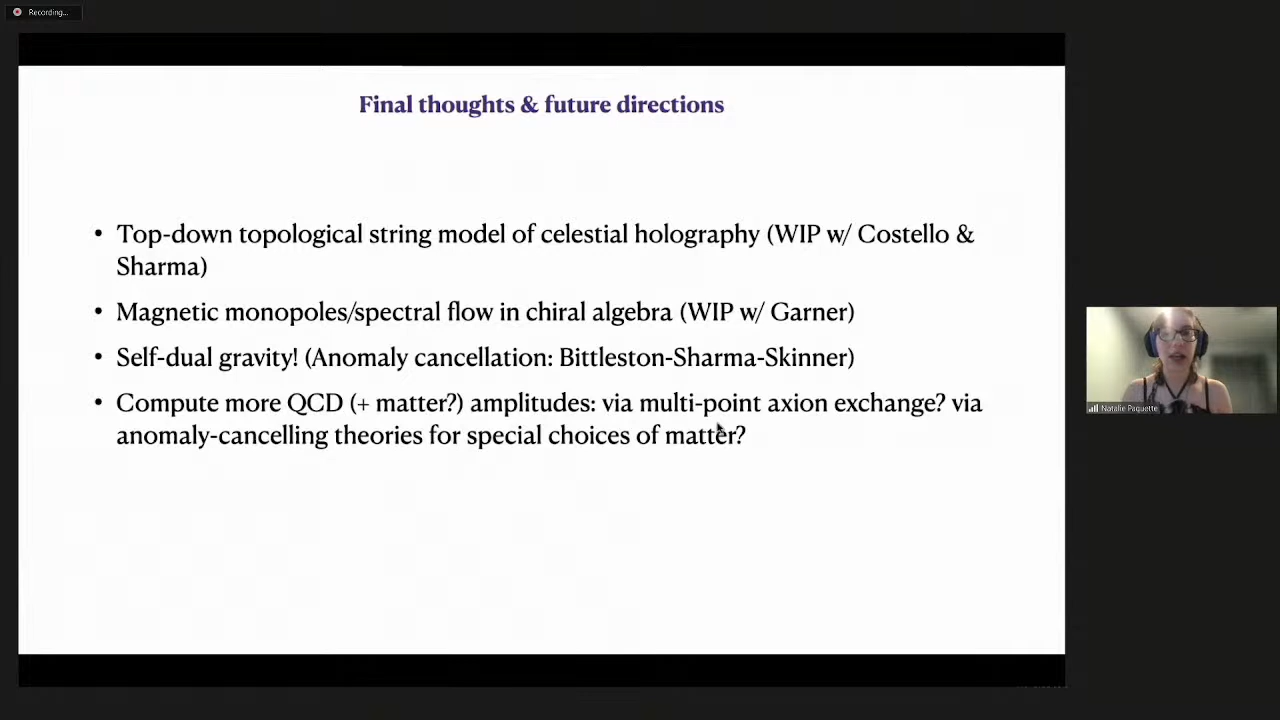 Recording...
Final thoughts & future directions
• Top-down topological string model of celestial holography (WIP w/ Costello &
Sharma)
• Magnetic monopoles/spectral flow in chiral algebra (WIP w/ Garner)
• Self-dual gravity! (Anomaly cancellation: Bittleston-Sharma-Skinner)
• Compute more QCD (+ matter?) amplitudes: via multi-point axion exchange? via
anomaly-cancelling theories for special choices of matter?
Natalie Paquette